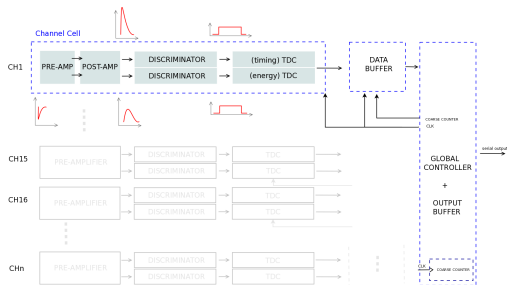 Channel Cell
CH1
PRE-AMP
POST-AMP
DISCRIMINATOR
(timing) TDC
DISCRIMINATOR
(energy) TDC
DATA
BUFFER
COARSE COUNTER
CLK
serial output
GLOBAL
CONTROLLER
+
OUTPUT
BUFFER
CH15
PRE-AMPLIFIER
DISCRIMINATOR
TDC
DISCRIMINATOR
TDC
CH16
PRE-AMPLIFIER
DISCRIMINATOR
TDC
DISCRIMINATOR
TDC
CHn
PRE-AMPLIFIER
DISCRIMINATOR
TDC
DISCRIMINATOR
TDC
CLK
COARSE COUNTER